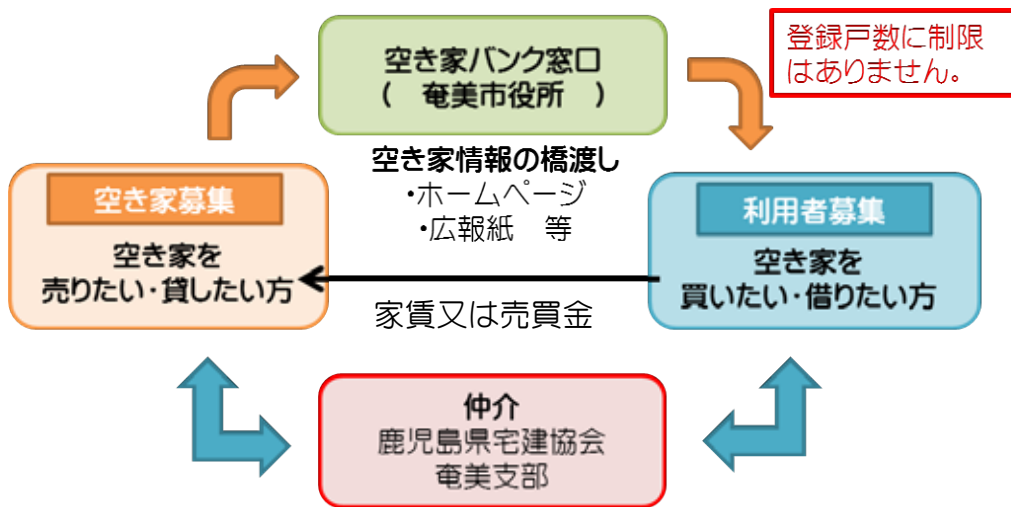 空き家バンク窓口
(　奄美市役所　)
登録戸数に制限
はありません。
空き家情報の橋渡し
・ホームページ
・広報紙　等
空き家募集
空き家を
売りたい・貸したい方
利用者募集
空き家を
買いたい・借りたい方
家賃又は売買金
仲介
鹿児島県宅建協会
奄美支部